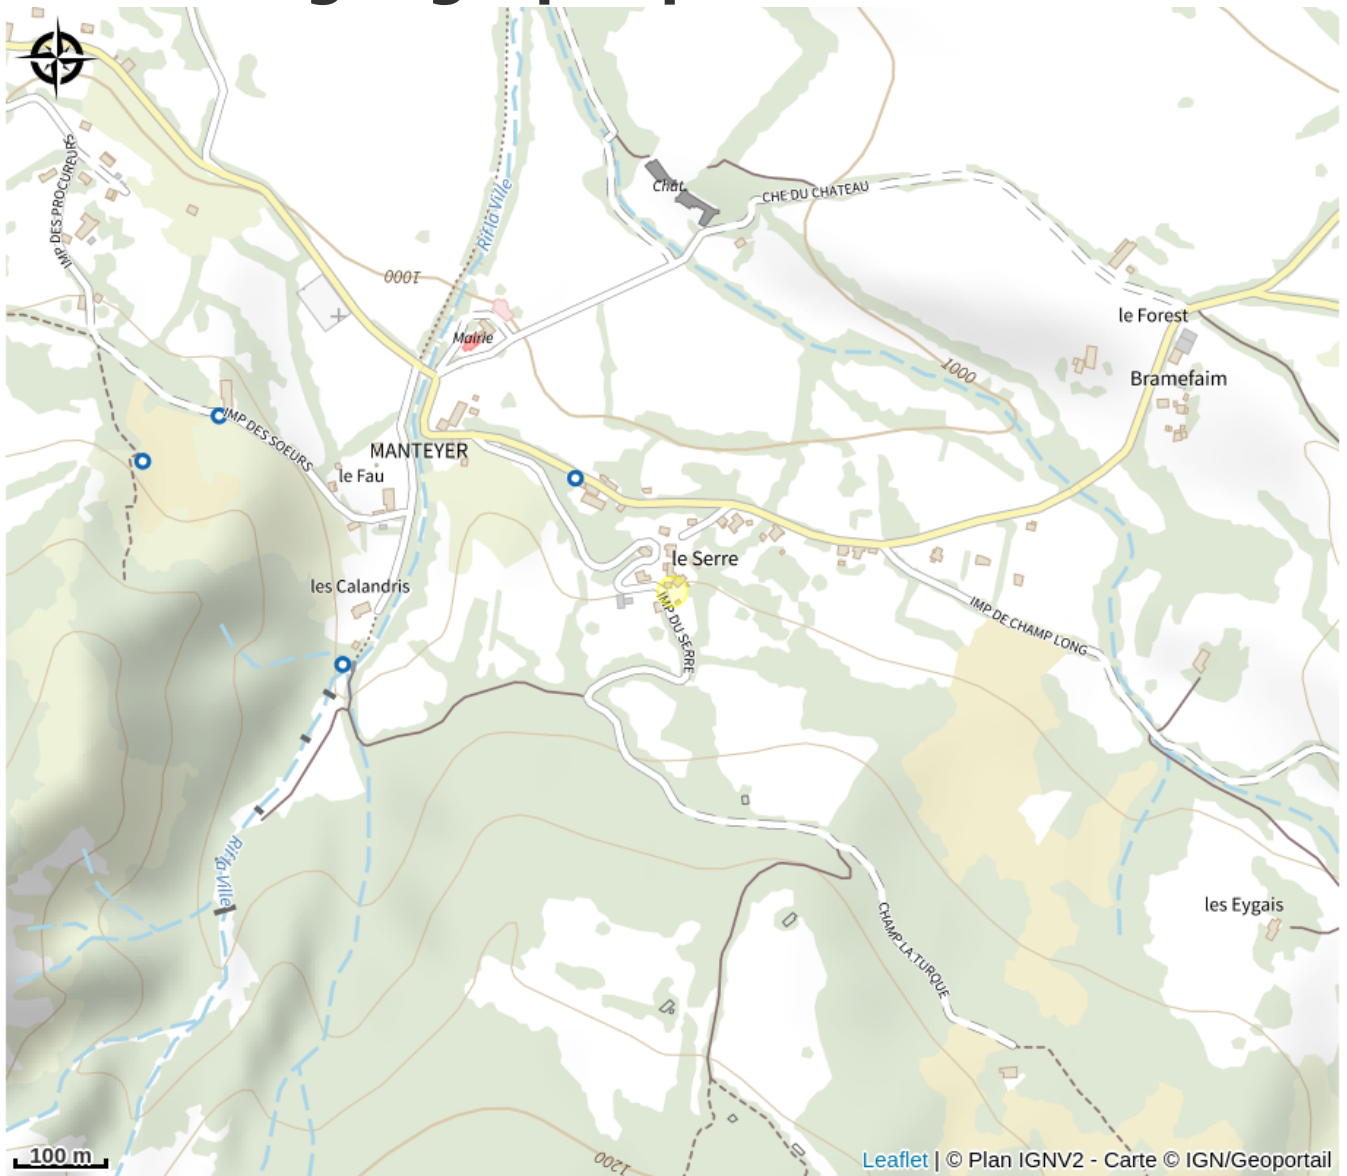 Rif la Ville
IMP DES PROCUREURS
Chât.
CHE DU CHATEAU
1000
Mairie
le Forest
1000
Bramefaim
IMP DES SOEURS
MANTEYER
le Fau
le Serre
les Calandris
IMP DU SERRE
IMP DE CHAMP LONG
Rif la Ville
les Eygais
CHAMP LA TURQUE
1200
100 m
Leaflet | © Plan IGNV2 - Carte © IGN/Geoportail